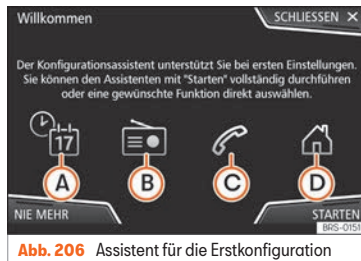 Willkommen
SCHLIESSEN ×
Der Konfigurationsassistent unterstützt Sie bei ersten Einstellungen.
Sie können den Assistenten mit "Starten" vollständig durchführen
oder eine gewünschte Funktion direkt auswählen.
17
A B C D
NIE MEHR STARTEN
BRS-0151
Abb. 206 Assistent für die Erstkonfiguration